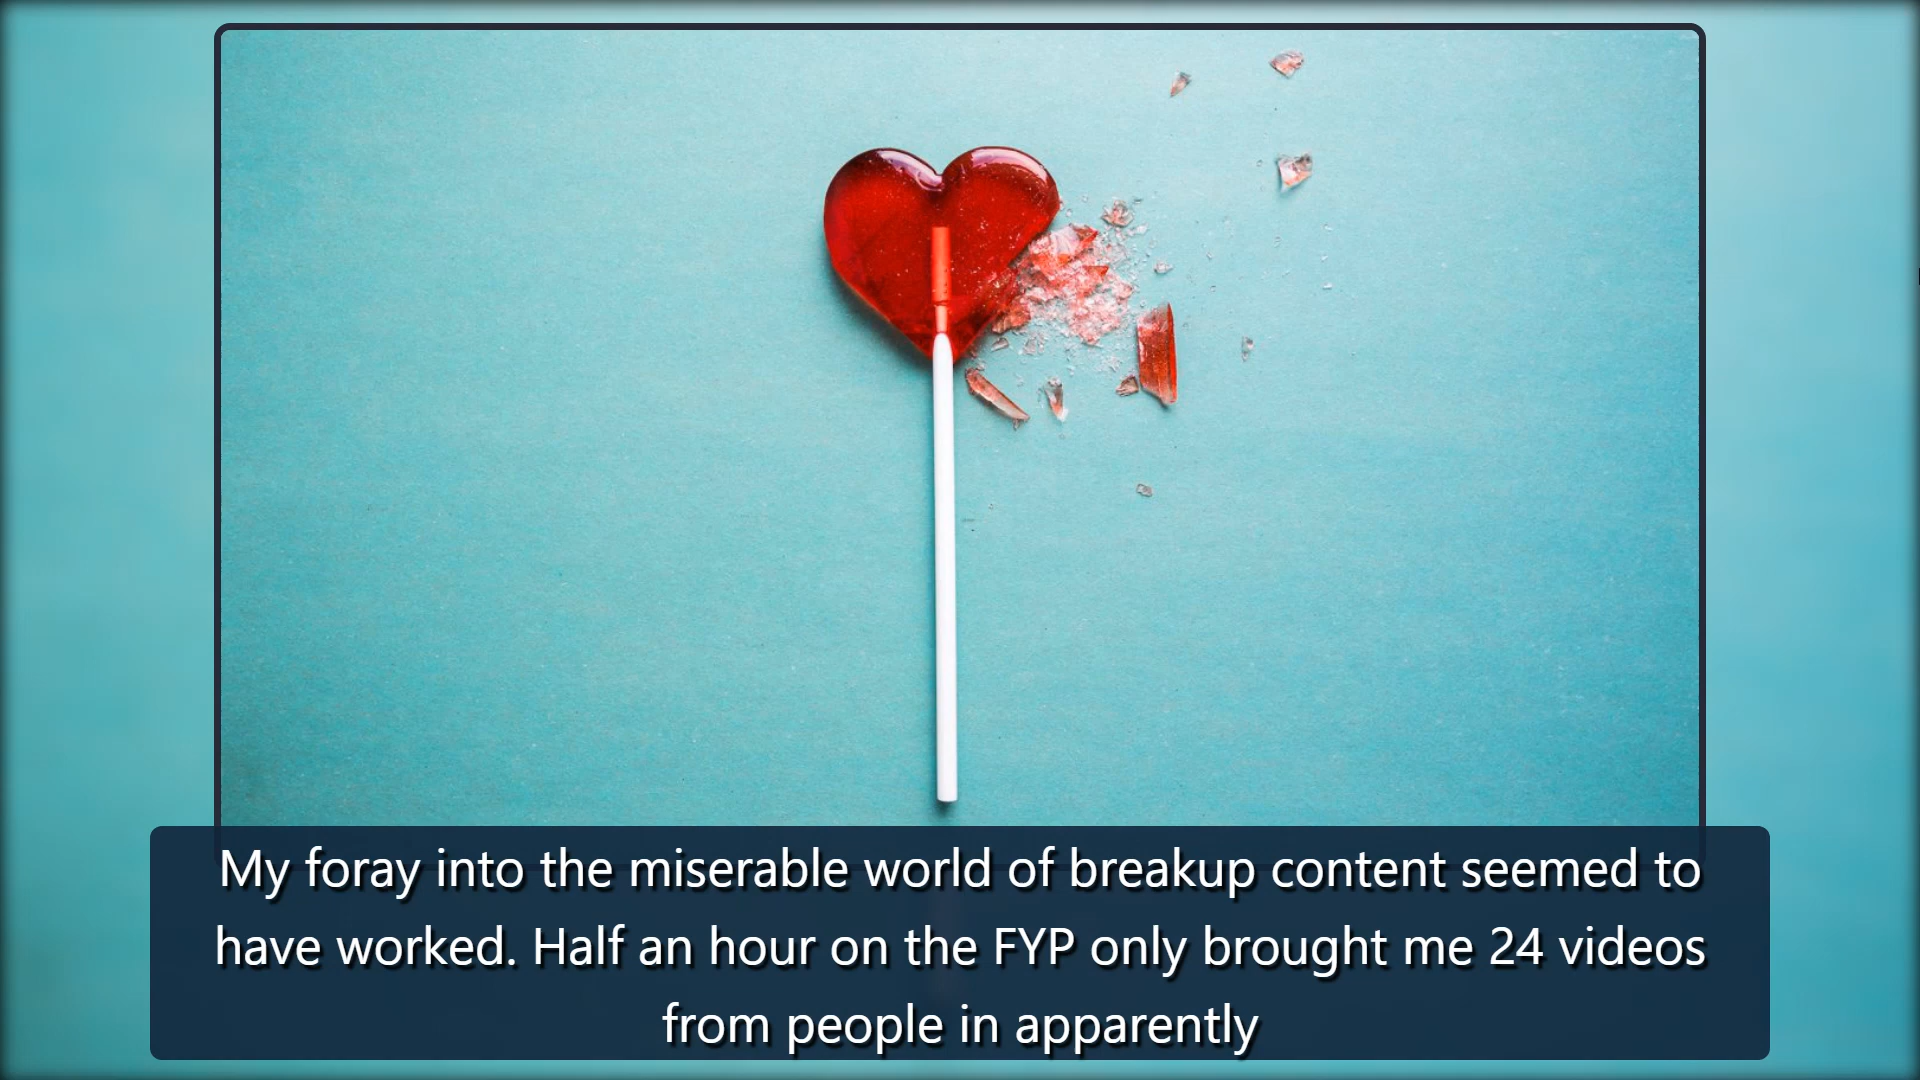 My foray into the miserable world of breakup content seemed to
have worked. Half an hour on the FYP only brought me 24 videos
from people in apparently